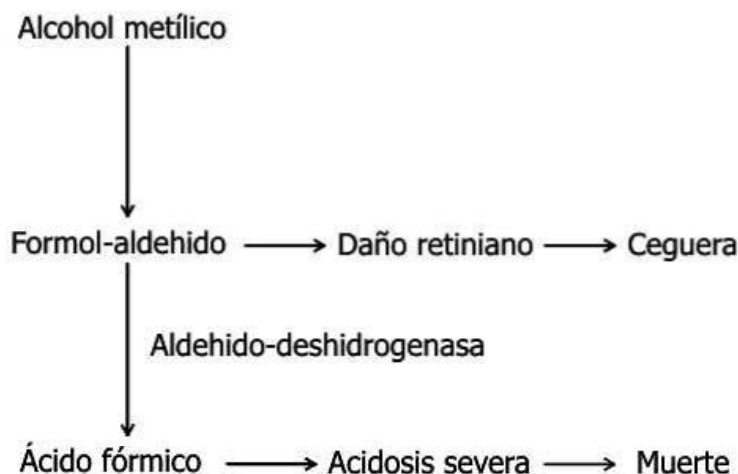 Alcohol metílico
Formol-aldehido Daño retiniano Ceguera
Aldehido-deshidrogenasa
Ácido fórmico Acidosis severa Muerte